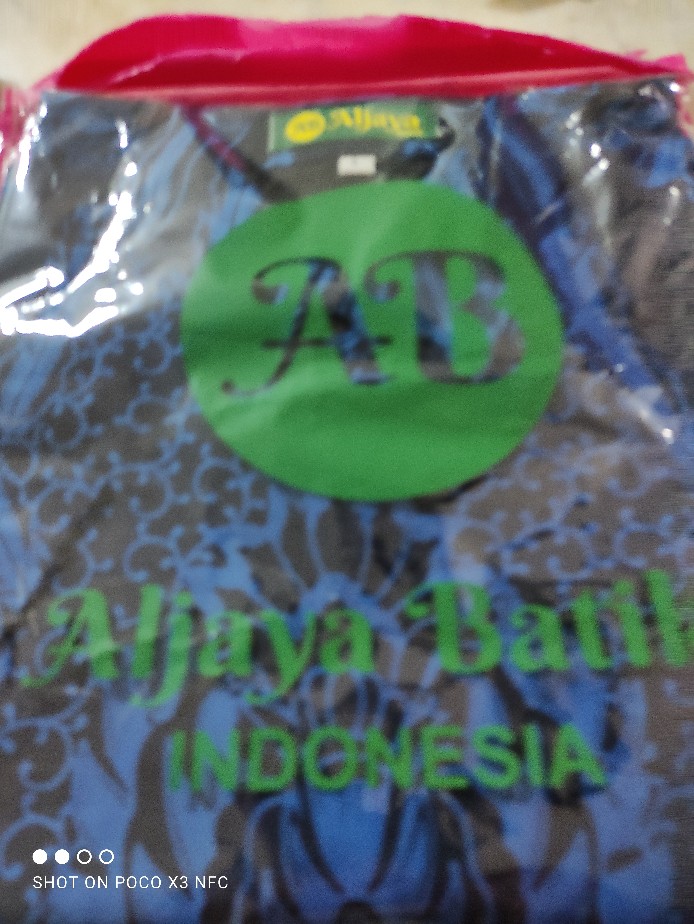 Aljaya
AB
Aljaya Batik
INDONESIA
SHOT ON POCO X3 NFC